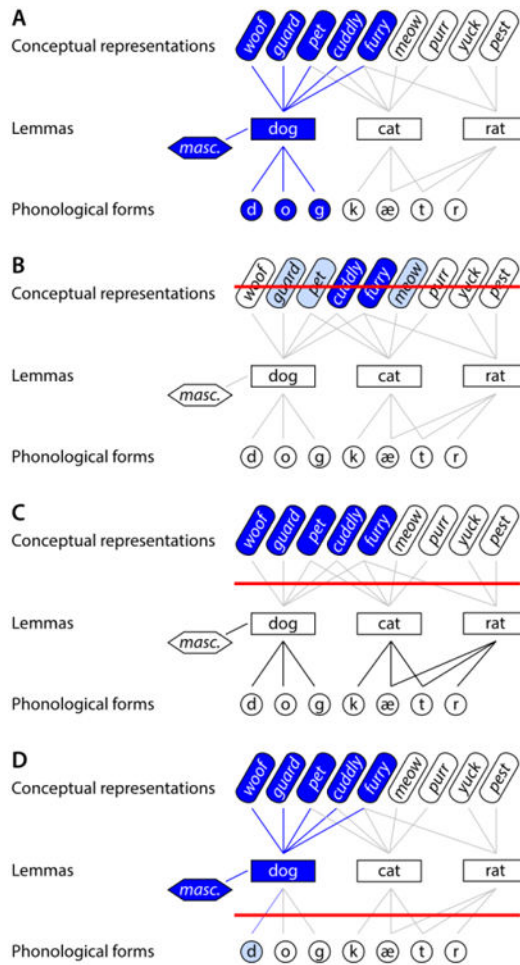 A
Conceptual representations
woof guard pet cuddly furry meow purr yuck pest
Lemmas
masc. dog cat rat
Phonological forms
d o g k æ t r
B
Conceptual representations
woof guard pet cuddly furry meow purr yuck pest
Lemmas
masc. dog cat rat
Phonological forms
d o g k æ t r
C
Conceptual representations
woof guard pet cuddly furry meow purr yuck pest
Lemmas
masc. dog cat rat
Phonological forms
d o g k æ t r
D
Conceptual representations
woof guard pet cuddly furry meow purr yuck pest
Lemmas
masc. dog cat rat
Phonological forms
d o g k æ t r